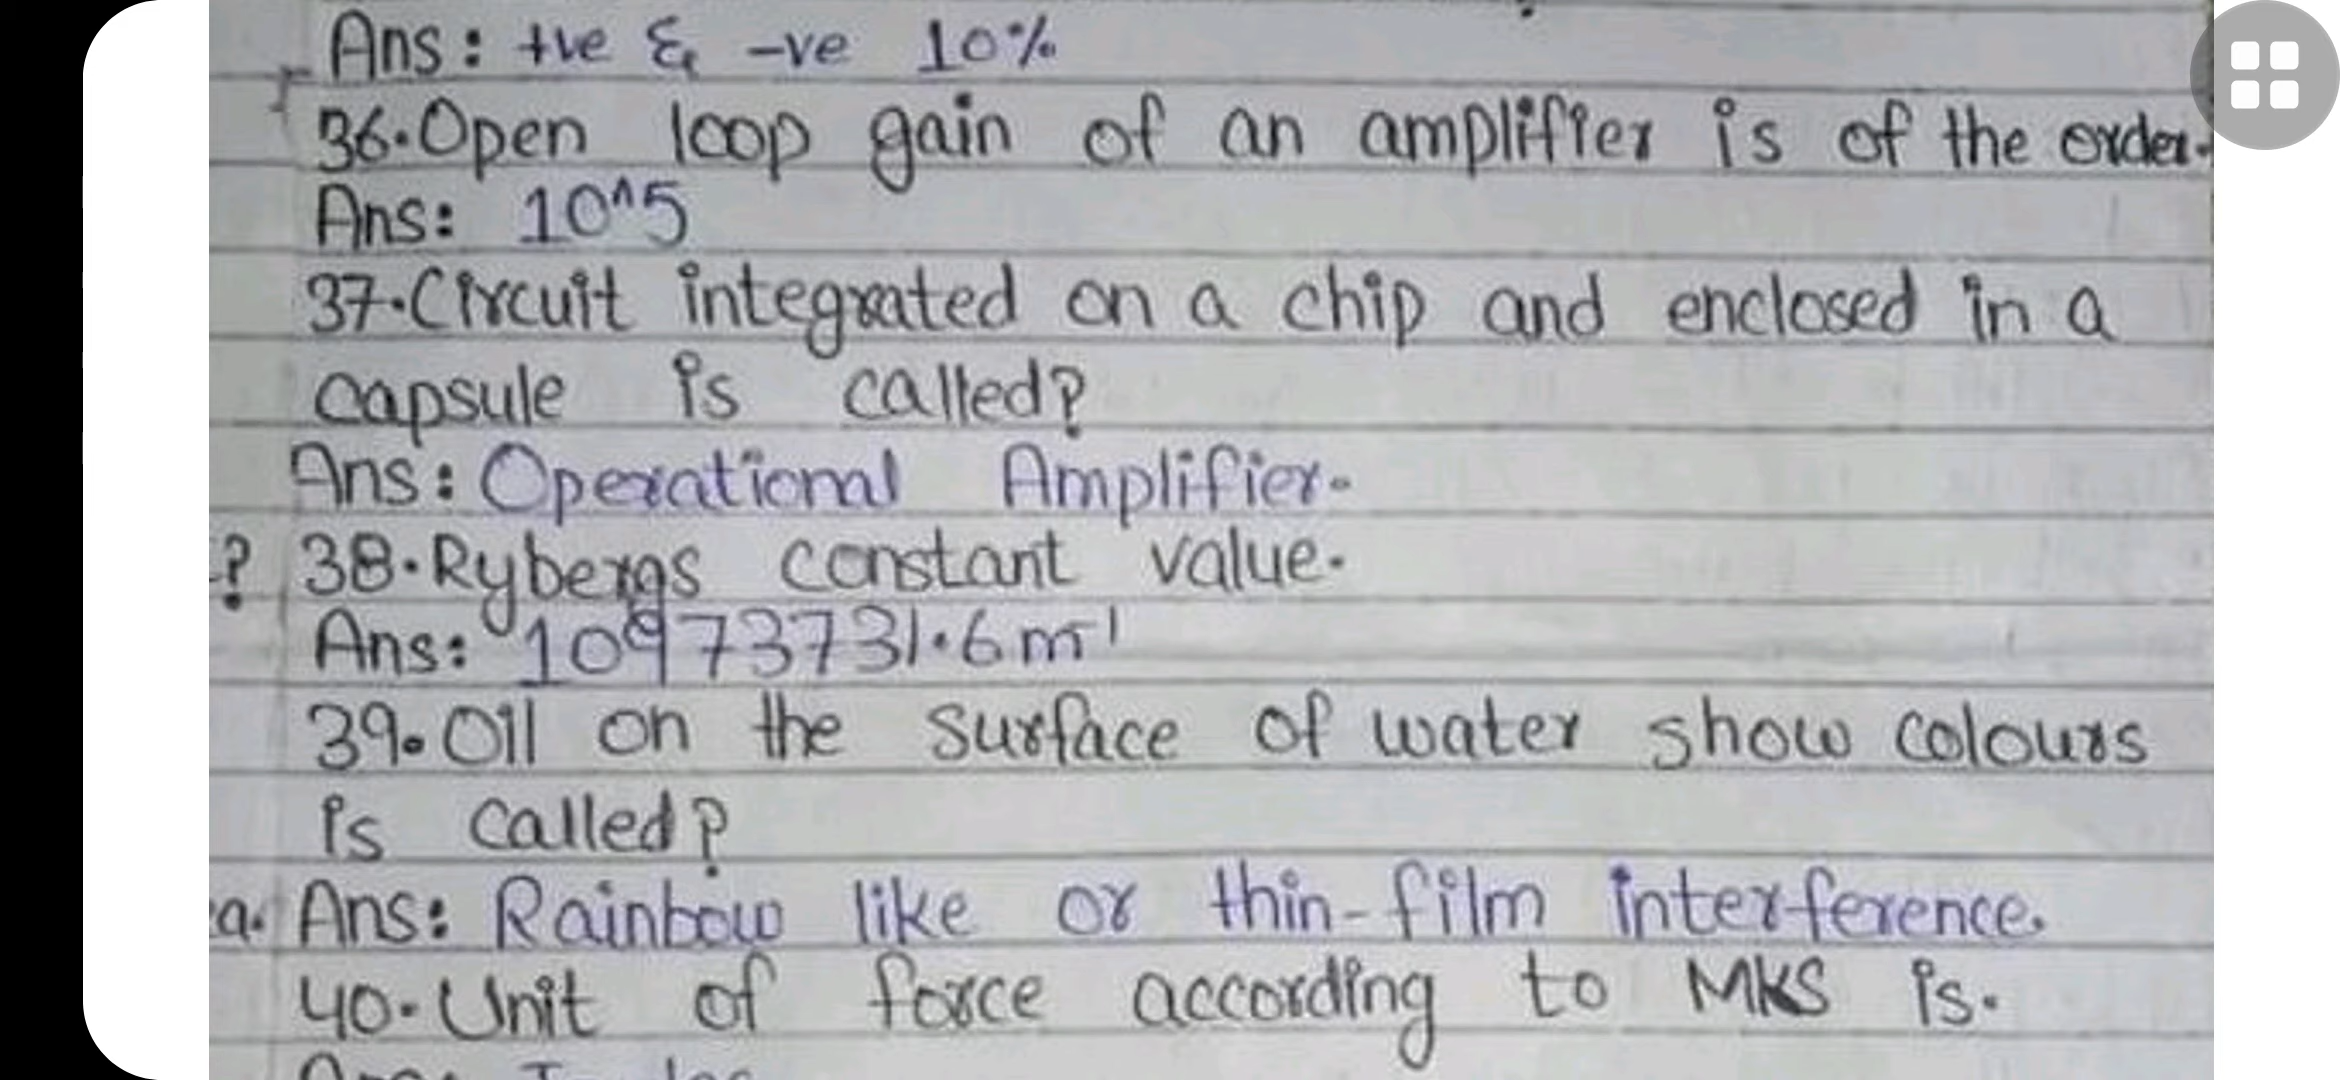 Ans: +ve & -ve 10%
36.Open loop gain of an amplifier is of the order.
Ans: 10^5
37.Circuit integrated on a chip and enclosed in a
capsule is called?
Ans: Operational Amplifier.
? 38.Rybergs constant value.
Ans: 10973731.6 m⁻¹
39.Oil on the surface of water show colours
is called?
a. Ans: Rainbow like or thin-film interference.
40.Unit of force according to MKS is.